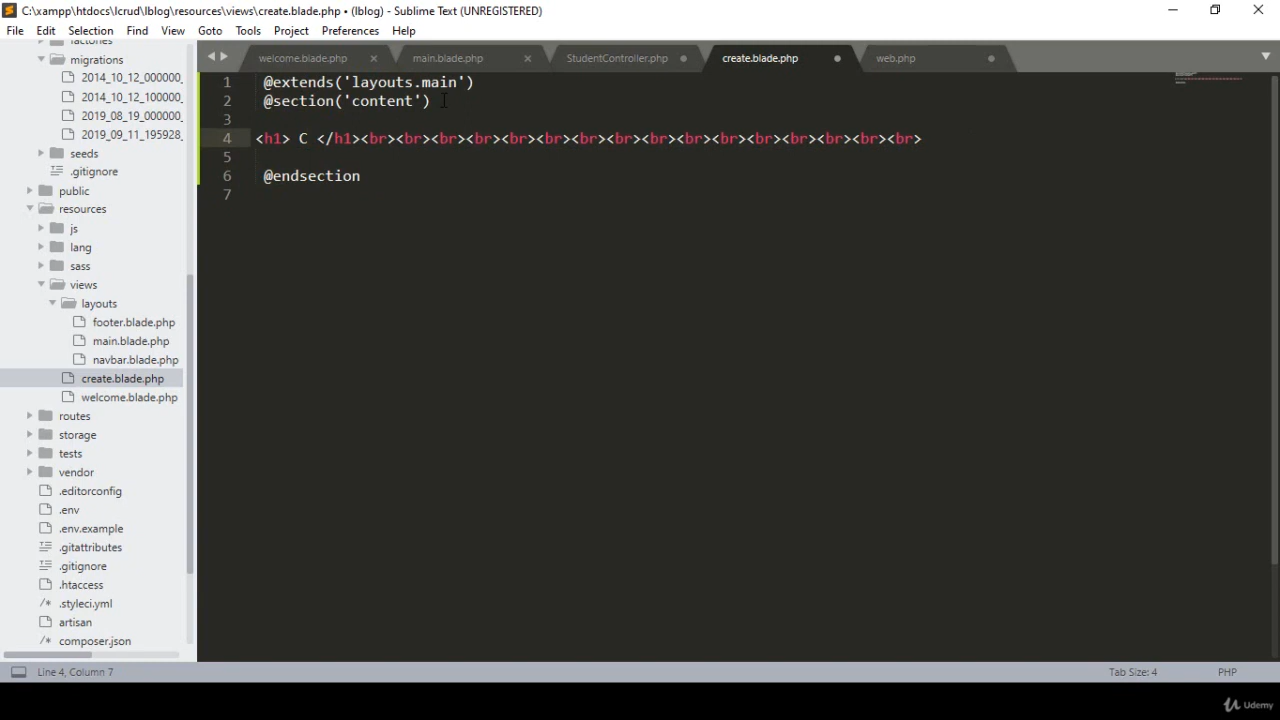 C:\xampp\htdocs\lcrud\lblog\resources\views\create.blade.php • (lblog) - Sublime Text (UNREGISTERED)
File Edit Selection Find View Goto Tools Project Preferences Help
welcome.blade.php main.blade.php StudentController.php create.blade.php web.php
factories
migrations
2014_10_12_000000_
2014_10_12_100000_
2019_08_19_000000_
2019_09_11_195928_
seeds
.gitignore
public
resources
js
lang
sass
views
layouts
footer.blade.php
main.blade.php
navbar.blade.php
create.blade.php
welcome.blade.php
routes
storage
tests
vendor
.editorconfig
.env
.env.example
.gitattributes
.gitignore
.htaccess
/* .styleci.yml
artisan
/* composer.json
1 @extends('layouts.main')
2 @section('content')
3
4 <h1> C </h1><br><br><br><br><br><br><br><br><br><br><br><br><br><br><br><br>
5
6 @endsection
7
Line 4, Column 7 Tab Size: 4 PHP
Udemy